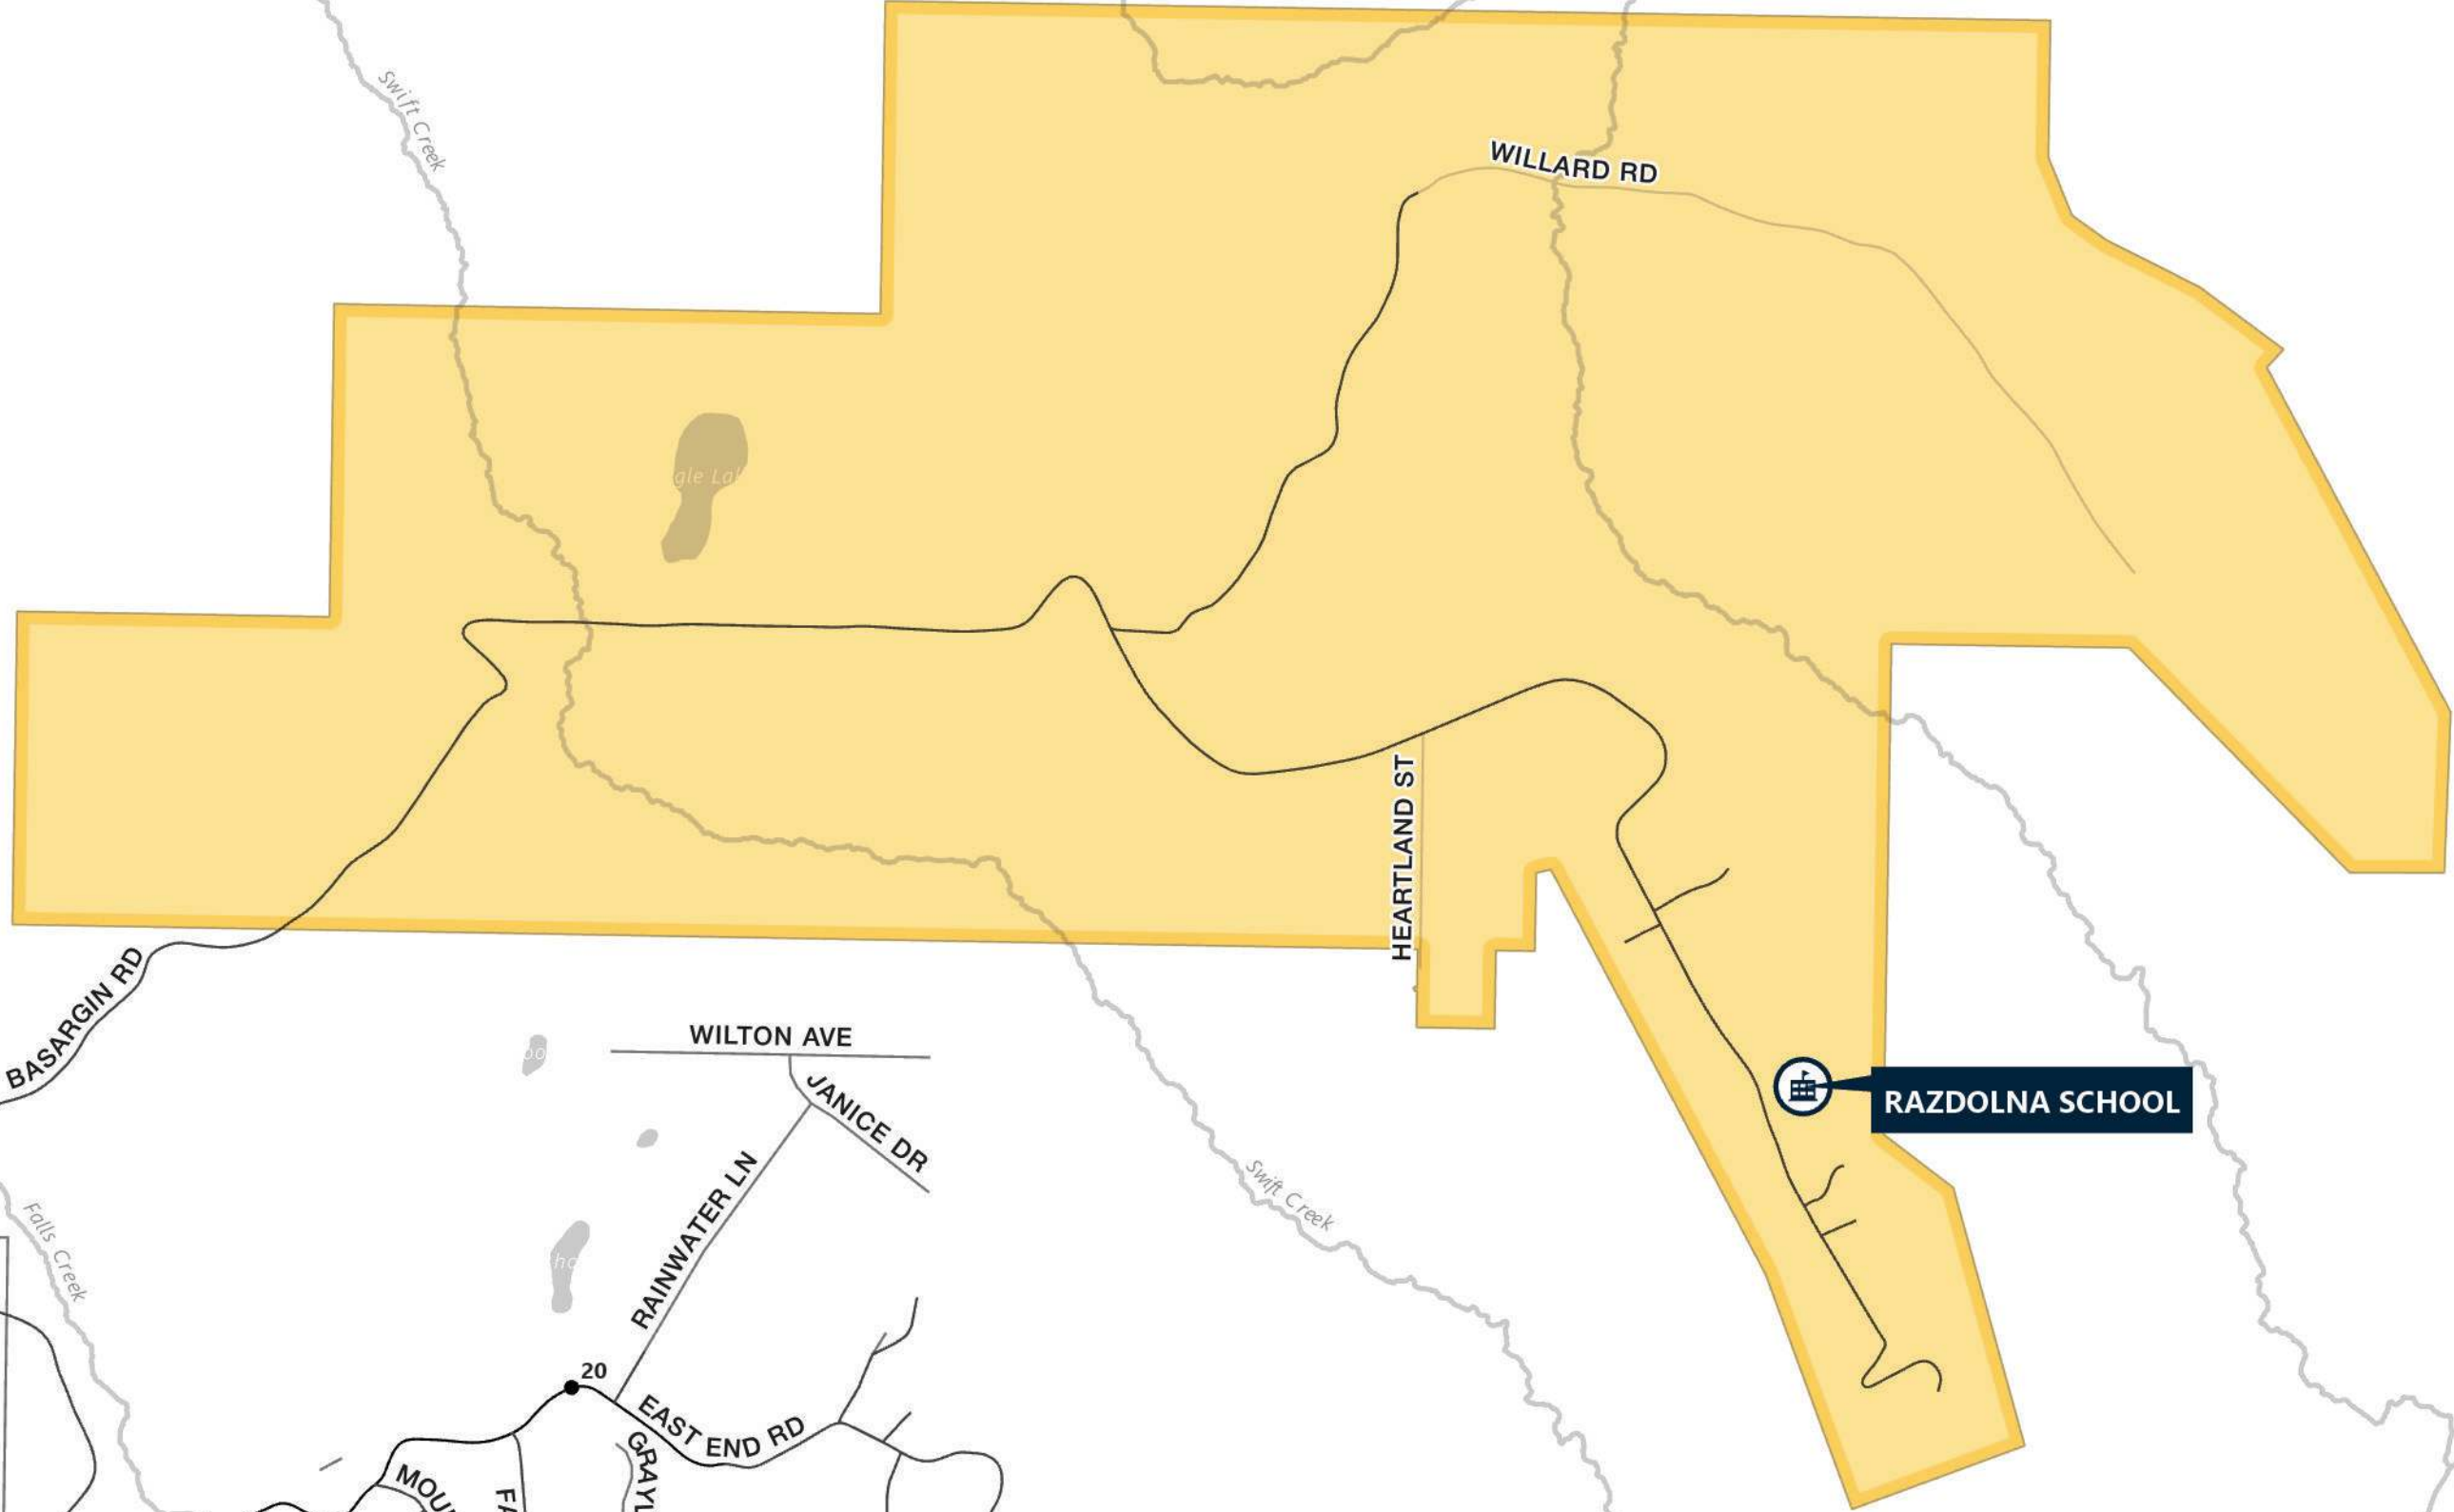 Swift Creek
WILLARD RD
HEARTLAND ST
BASARGIN RD
WILTON AVE
JANICE DR
RAZDOLNA SCHOOL
RAINWATER LN
Swift Creek
Falls Creek
20
EAST END RD